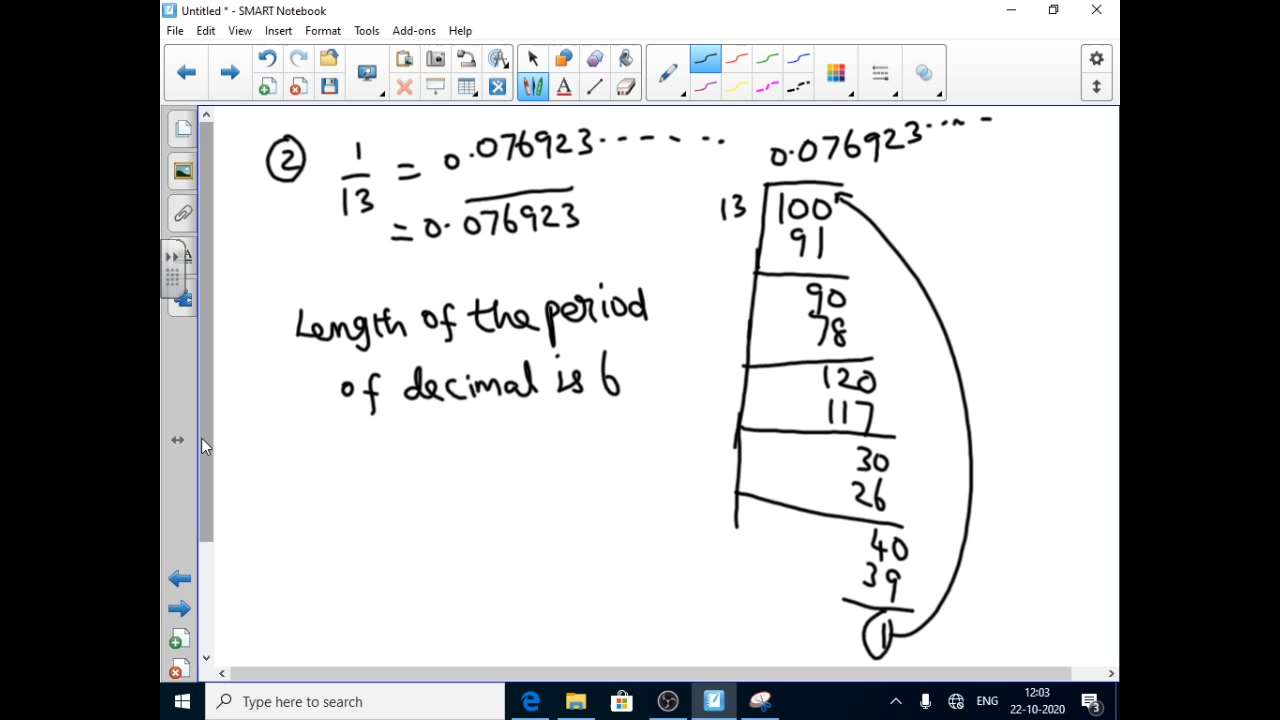 Untitled * - SMART Notebook
File Edit View Insert Format Tools Add-ons Help
② 1/13 = 0.076923.........
= 0.\overline{076923}
Length of the period
of decimal is 6
0.076923.....
13 100
91
90
78
120
117
30
26
40
39
1
Type here to search
ENG
12:03
22-10-2020
3